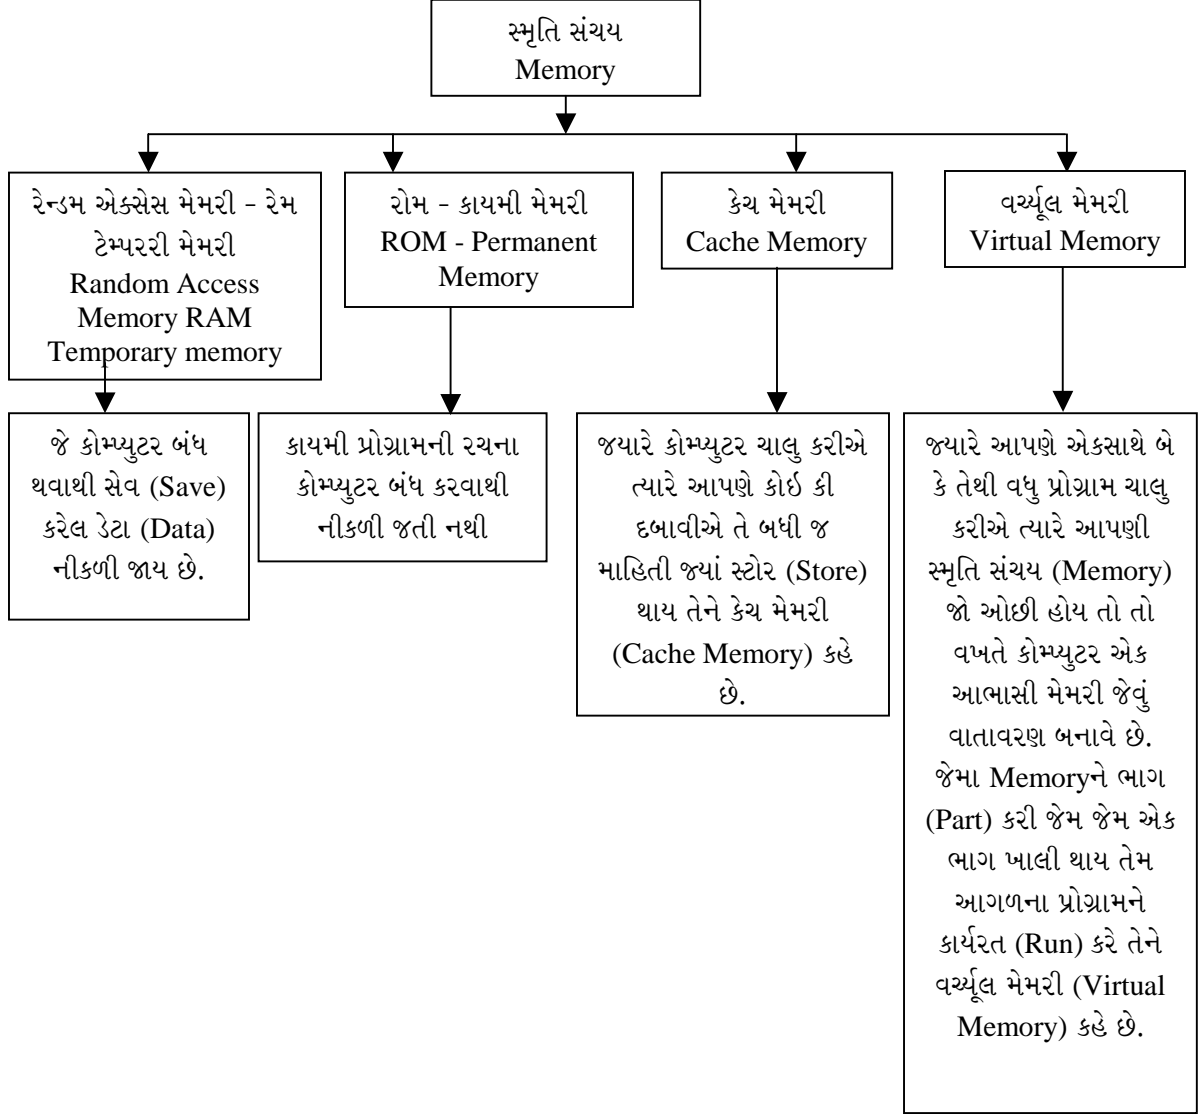 સ્મૃતિ સંચય
Memory
રેન્ડમ એક્સેસ મેમરી - રેમ
ટેમ્પરરી મેમરી
Random Access
Memory RAM
Temporary memory
રોમ - કાયમી મેમરી
ROM - Permanent
Memory
કેચ મેમરી
Cache Memory
વર્ચ્યૂલ મેમરી
Virtual Memory
જે કોમ્પ્યુટર બંધ
થવાથી સેવ (Save)
કરેલ ડેટા (Data)
નીકળી જાય છે.
કાયમી પ્રોગ્રામની રચના
કોમ્પ્યુટર બંધ કરવાથી
નીકળી જતી નથી
જયારે કોમ્પ્યુટર ચાલુ કરીએ
ત્યારે આપણે કોઇ કી
દબાવીએ તે બધી જ
માહિતી જ્યાં સ્ટોર (Store)
થાય તેને કેચ મેમરી
(Cache Memory) કહે
છે.
જ્યારે આપણે એકસાથે બે
કે તેથી વધુ પ્રોગ્રામ ચાલુ
કરીએ ત્યારે આપણી
સ્મૃતિ સંચય (Memory)
જો ઓછી હોય તો તો
વખતે કોમ્પ્યુટર એક
આભાસી મેમરી જેવું
વાતાવરણ બનાવે છે.
જેમા Memoryને ભાગ
(Part) કરી જેમ જેમ એક
ભાગ ખાલી થાય તેમ
આગળના પ્રોગ્રામને
કાર્યરત (Run) કરે તેને
વર્ચ્યૂલ મેમરી (Virtual
Memory) કહે છે.